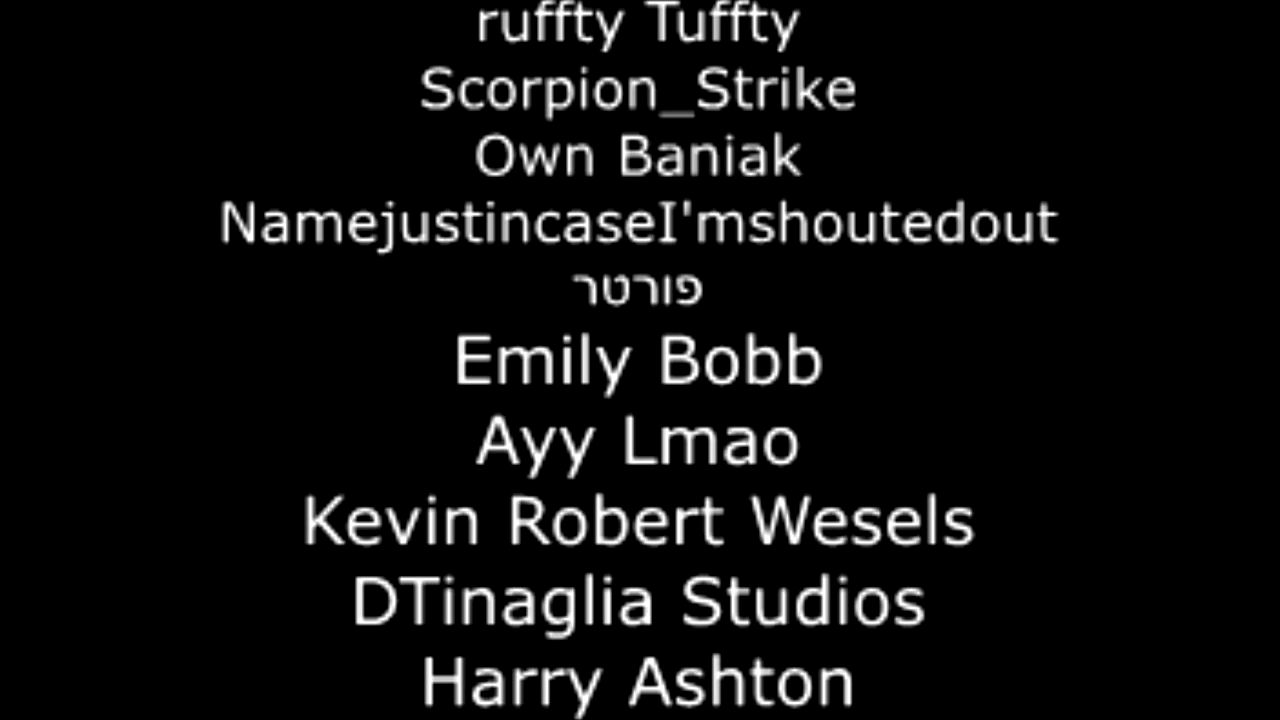 ruffty Tuffty
Scorpion_Strike
Own Baniak
NamejustincaseI'mshoutedout
פורטר
Emily Bobb
Ayy Lmao
Kevin Robert Wesels
DTinaglia Studios
Harry Ashton